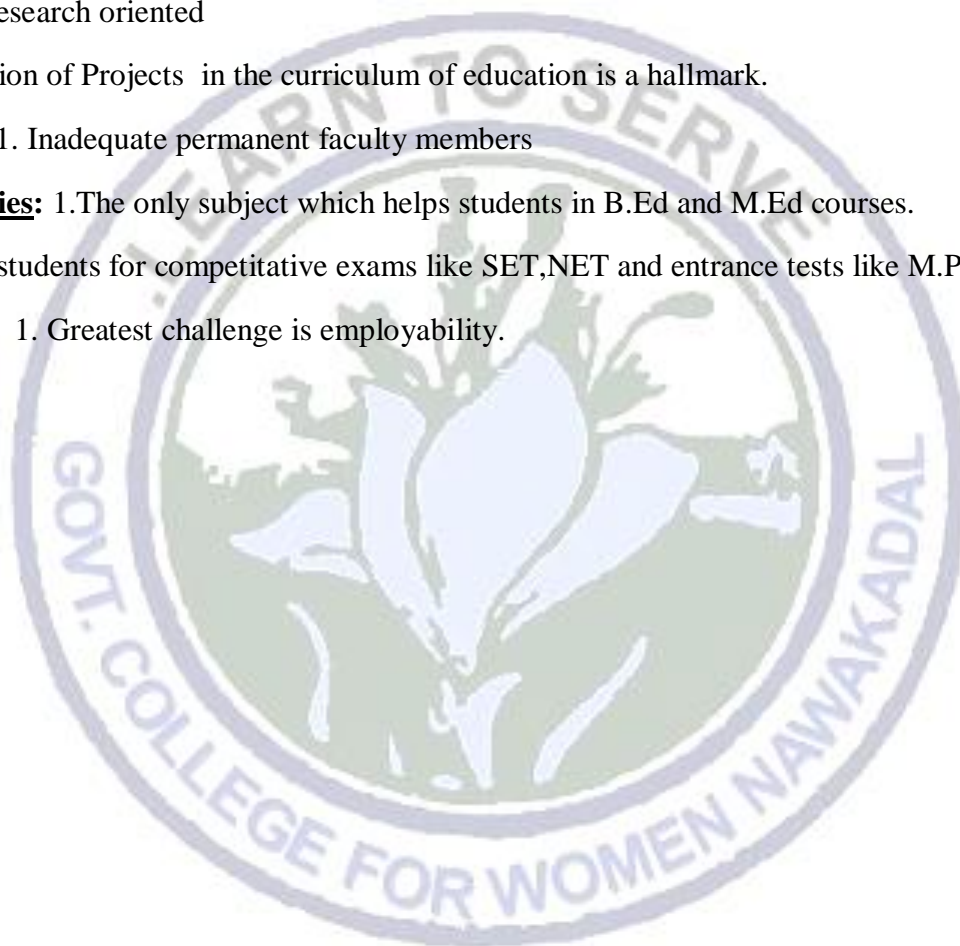 esearch oriented
ion of Projects in the curriculum of education is a hallmark.
1. Inadequate permanent faculty members
ies: 1.The only subject which helps students in B.Ed and M.Ed courses.
students for competitative exams like SET,NET and entrance tests like M.P
1. Greatest challenge is employability.
.LEARN TO SERVE
GOVT. COLLEGE FOR WOMEN NAWAKADAL